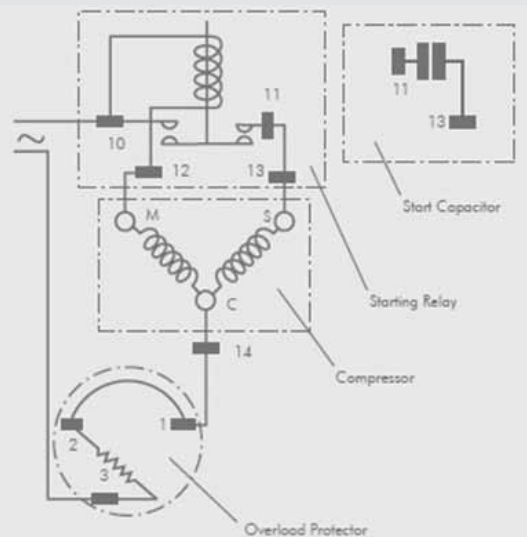 11
11
13
10
12
13
Start Capacitor
M
S
Starting Relay
C
14
Compressor
1
2
3
Overload Protector